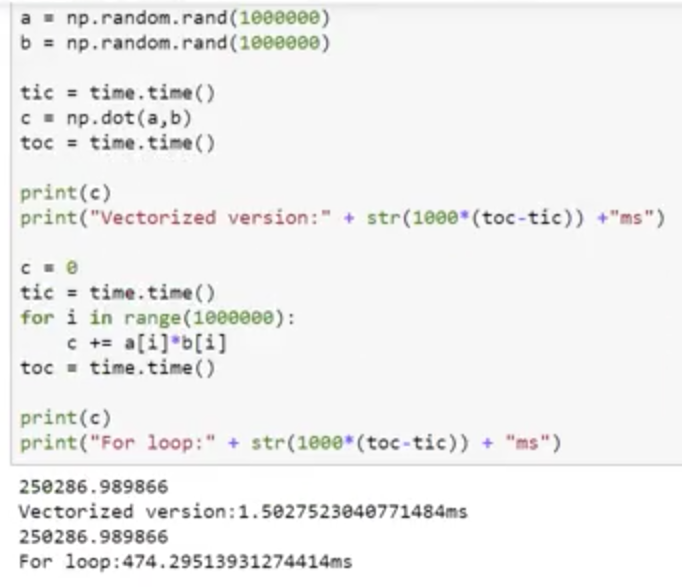 a = np.random.rand(1000000)
b = np.random.rand(1000000)
tic = time.time()
c = np.dot(a,b)
toc = time.time()
print(c)
print("Vectorized version:" + str(1000*(toc-tic)) +"ms")
c = 0
tic = time.time()
for i in range(1000000):
    c += a[i]*b[i]
toc = time.time()
print(c)
print("For loop:" + str(1000*(toc-tic)) + "ms")
250286.989866
Vectorized version:1.5027523040771484ms
250286.989866
For loop:474.29513931274414ms